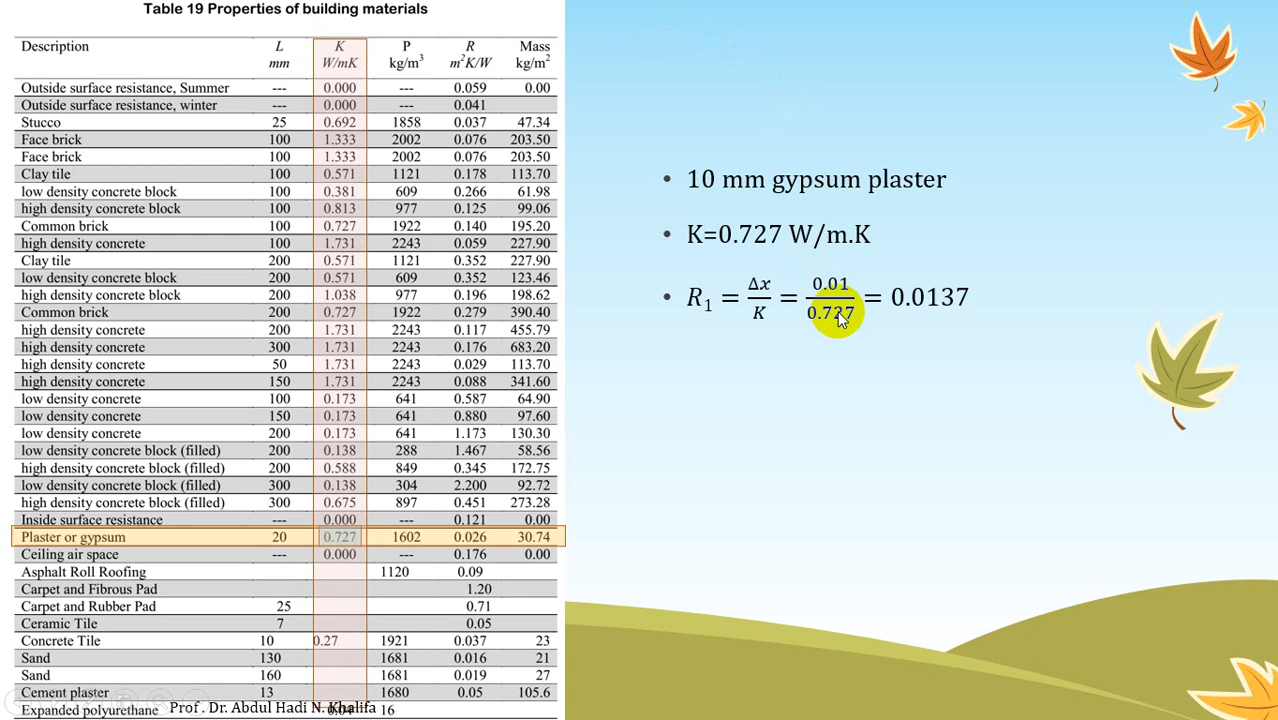 Table 19 Properties of building materials
Description L K P R Mass
mm W/mK kg/m³ m²K/W kg/m²
Outside surface resistance, Summer --- 0.000 --- 0.059 0.00
Outside surface resistance, winter --- 0.000 --- 0.041
Stucco 25 0.692 1858 0.037 47.34
Face brick 100 1.333 2002 0.076 203.50
Face brick 100 1.333 2002 0.076 203.50
Clay tile 100 0.571 1121 0.178 113.70
low density concrete block 100 0.381 609 0.266 61.98
high density concrete block 100 0.813 977 0.125 99.06
Common brick 100 0.727 1922 0.140 195.20
high density concrete 100 1.731 2243 0.059 227.90
Clay tile 200 0.571 1121 0.352 227.90
low density concrete block 200 0.571 609 0.352 123.46
high density concrete block 200 1.038 977 0.196 198.62
Common brick 200 0.727 1922 0.279 390.40
high density concrete 200 1.731 2243 0.117 455.79
high density concrete 300 1.731 2243 0.176 683.20
high density concrete 50 1.731 2243 0.029 113.70
high density concrete 150 1.731 2243 0.088 341.60
low density concrete 100 0.173 641 0.587 64.90
low density concrete 150 0.173 641 0.880 97.60
low density concrete 200 0.173 641 1.173 130.30
low density concrete block (filled) 200 0.138 288 1.467 58.56
high density concrete block (filled) 200 0.588 849 0.345 172.75
low density concrete block (filled) 300 0.138 304 2.200 92.72
high density concrete block (filled) 300 0.675 897 0.451 273.28
Inside surface resistance --- 0.000 --- 0.121 0.00
Plaster or gypsum 20 0.727 1602 0.026 30.74
Ceiling air space --- 0.000 --- 0.176 0.00
Asphalt Roll Roofing 1120 0.09
Carpet and Fibrous Pad 1.20
Carpet and Rubber Pad 25 0.71
Ceramic Tile 7 0.05
Concrete Tile 10 0.27 1921 0.037 23
Sand 130 1681 0.016 21
Sand 160 1681 0.019 27
Cement plaster 13 1680 0.05 105.6
Expanded polyurethane 0.04 16
Prof. Dr. Abdul Hadi N. Khalifa
• 10 mm gypsum plaster
• K=0.727 W/m.K
• R₁ = Δx/K = 0.01/0.727 = 0.0137